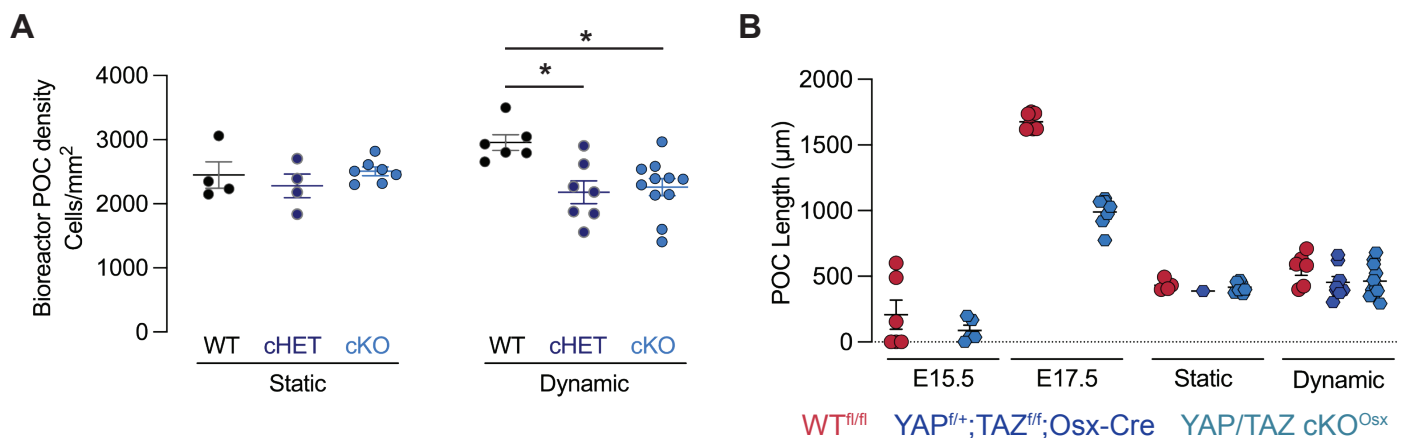 A
Bioreactor POC density
Cells/mm²
4000
3000
2000
1000
0
*
*
WT cHET cKO WT cHET cKO
Static Dynamic
B
POC Length (µm)
2000
1500
1000
500
0
E15.5 E17.5 Static Dynamic
WTfl/fl YAPf/+;TAZf/f;Osx-Cre YAP/TAZ cKOOsx